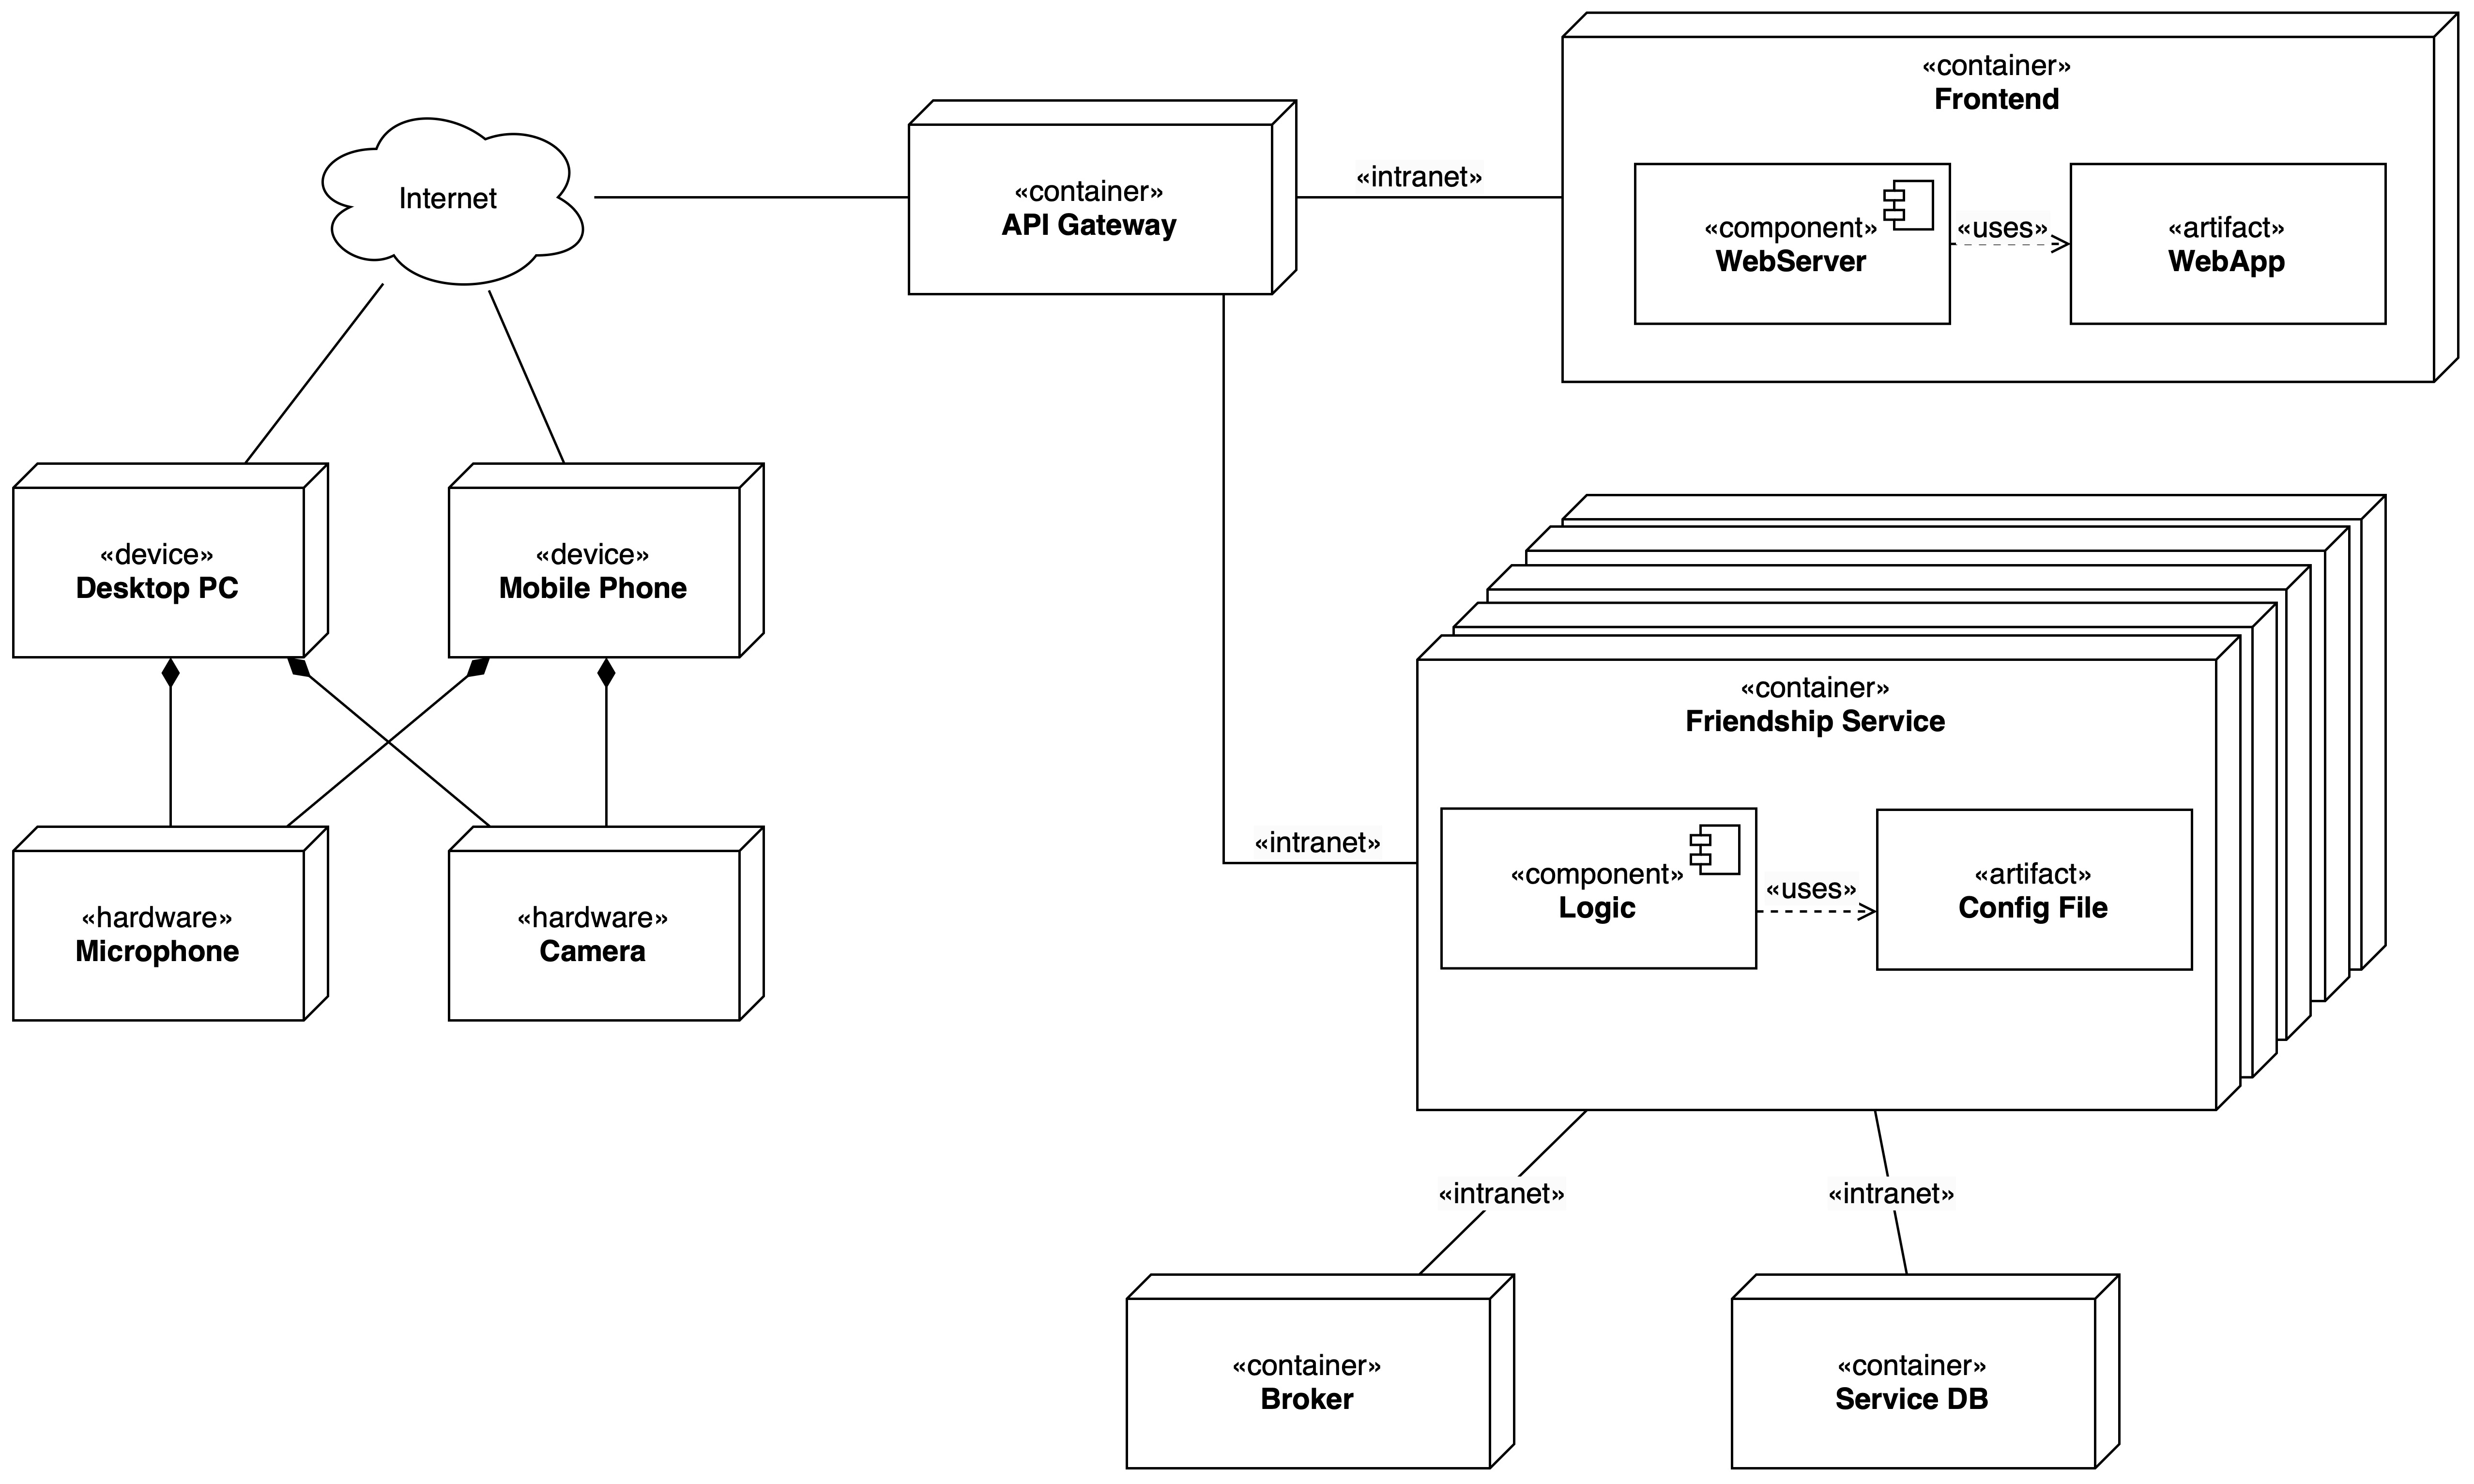 Internet
«container»
API Gateway
«intranet»
«container»
Frontend
«component»
WebServer
«uses»
«artifact»
WebApp
«device»
Desktop PC
«device»
Mobile Phone
«hardware»
Microphone
«hardware»
Camera
«intranet»
«container»
Friendship Service
«component»
Logic
«uses»
«artifact»
Config File
«intranet»
«intranet»
«container»
Broker
«container»
Service DB